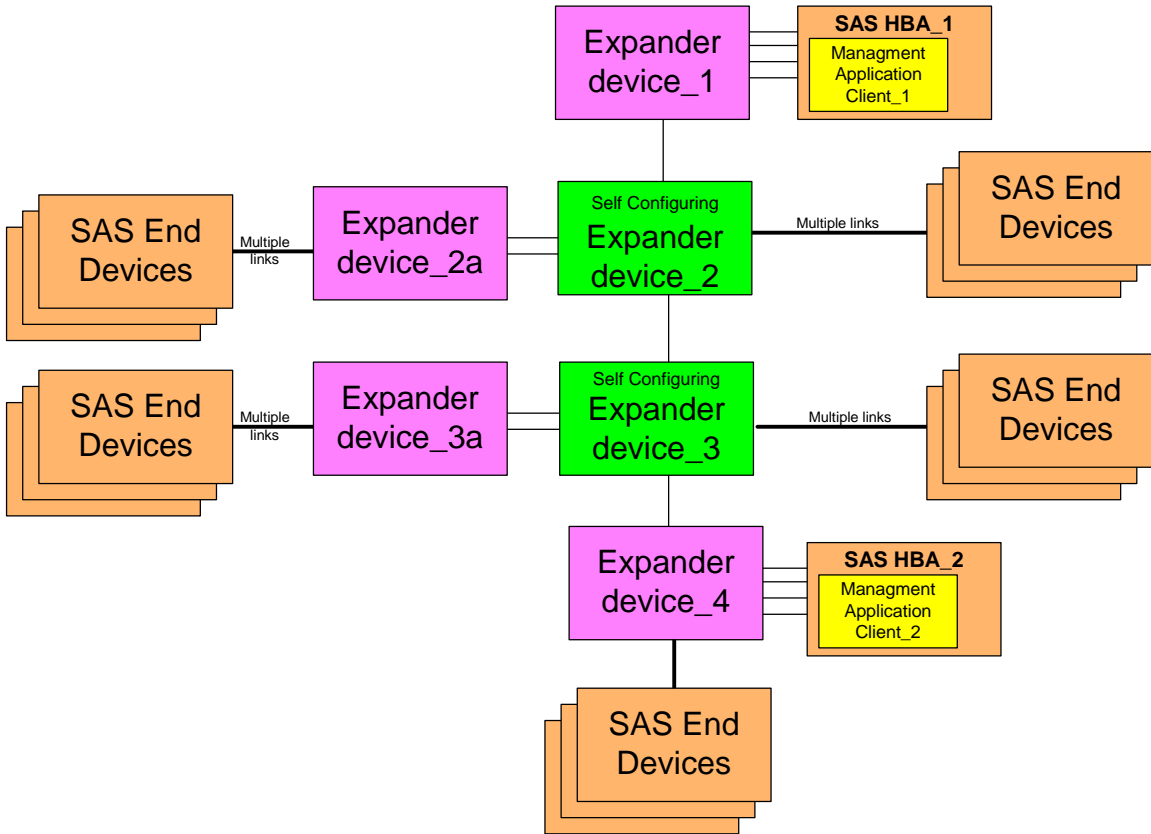 Expander
device_1
SAS HBA_1
Managment
Application
Client_1
SAS End
Devices
Multiple
links
Expander
device_2a
Self Configuring
Expander
device_2
Multiple links
SAS End
Devices
SAS End
Devices
Multiple
links
Expander
device_3a
Self Configuring
Expander
device_3
Multiple links
SAS End
Devices
Expander
device_4
SAS HBA_2
Managment
Application
Client_2
SAS End
Devices